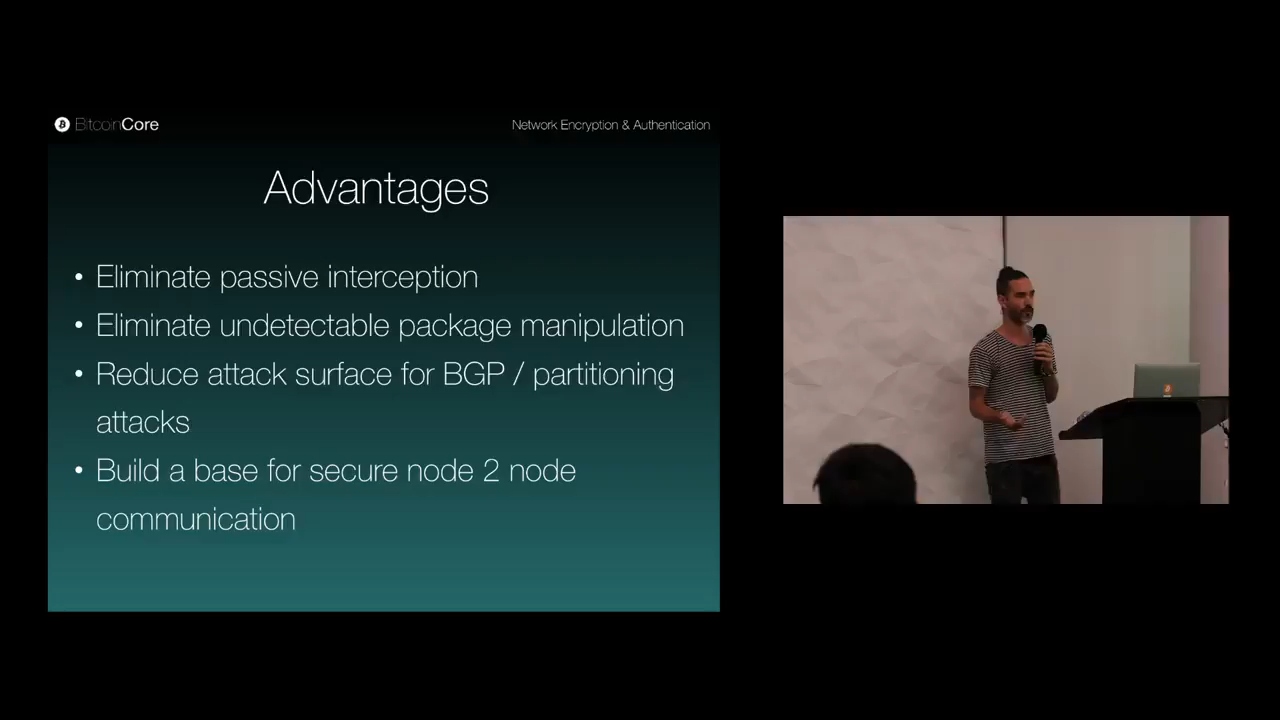 BitcoinCore
Network Encryption & Authentication
Advantages
• Eliminate passive interception
• Eliminate undetectable package manipulation
• Reduce attack surface for BGP / partitioning
attacks
• Build a base for secure node 2 node
communication